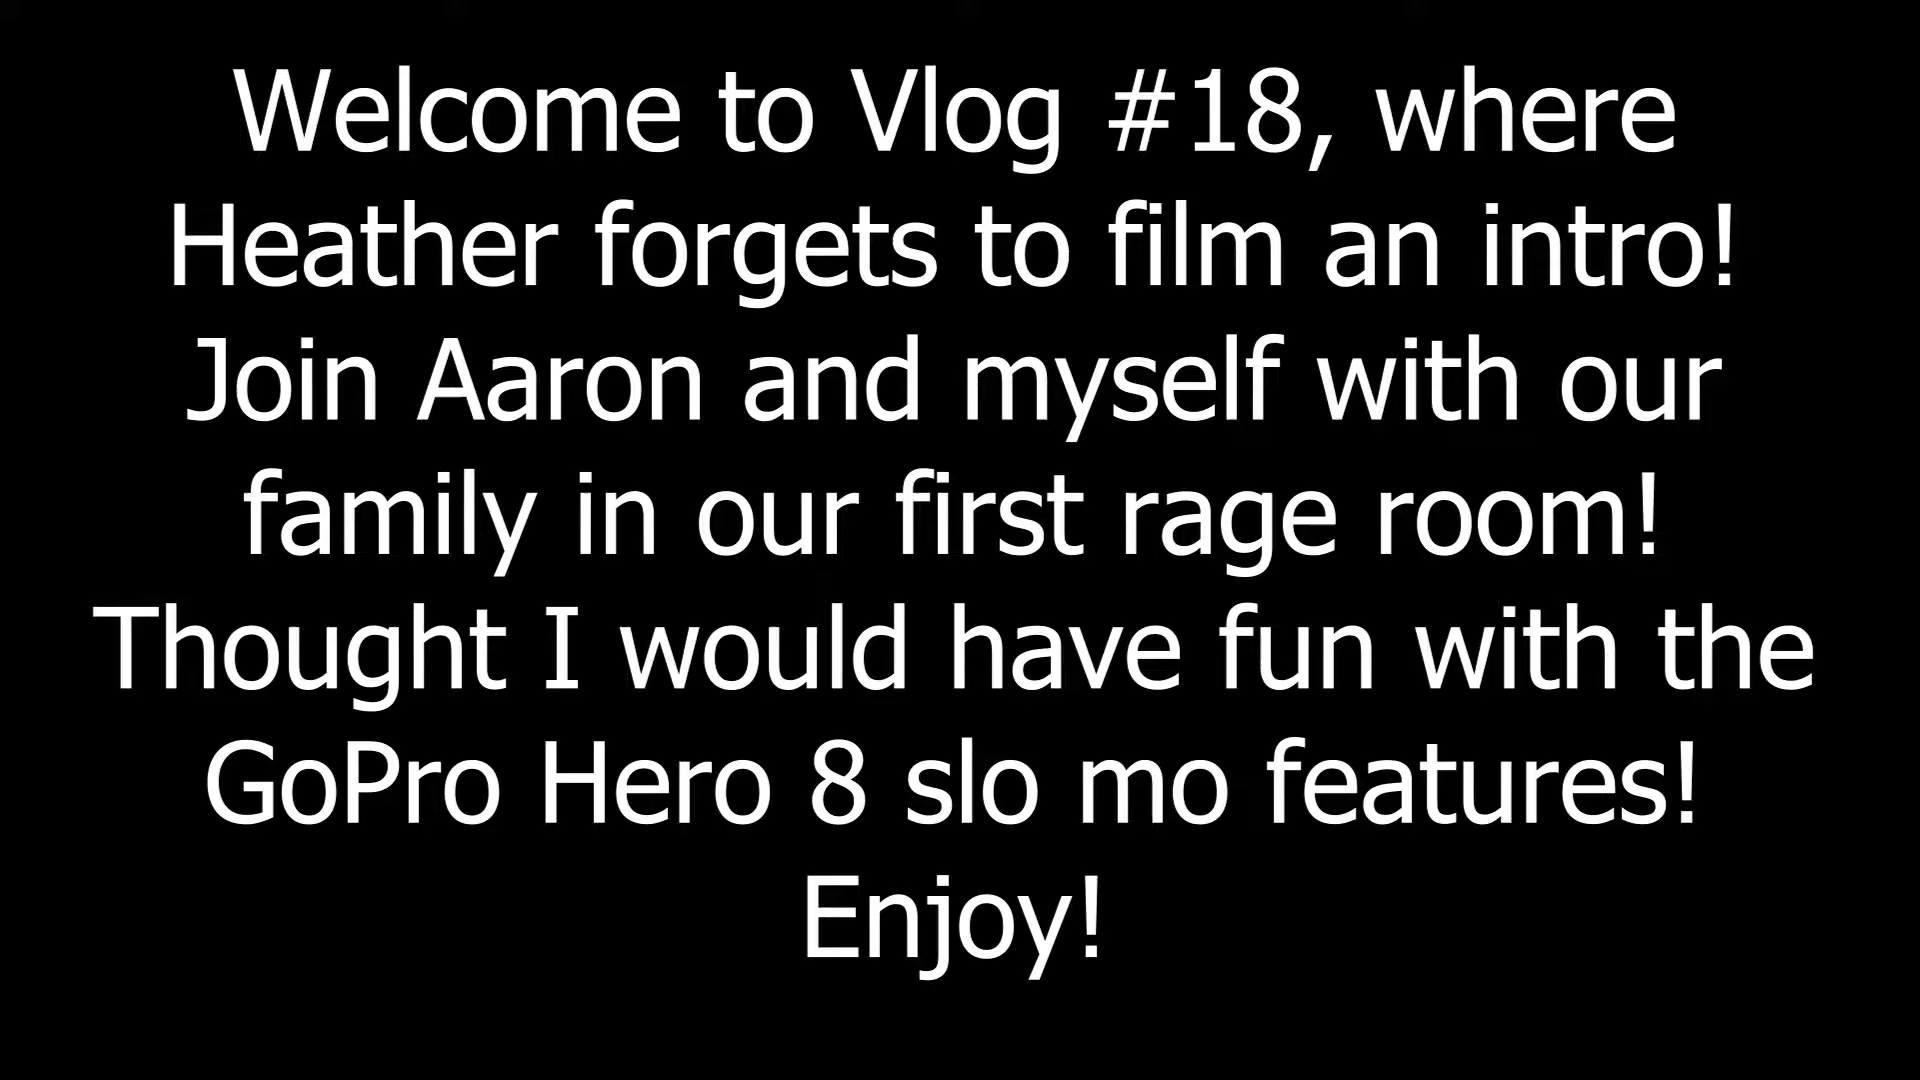 Welcome to Vlog #18, where
Heather forgets to film an intro!
Join Aaron and myself with our
family in our first rage room!
Thought I would have fun with the
GoPro Hero 8 slo mo features!
Enjoy!